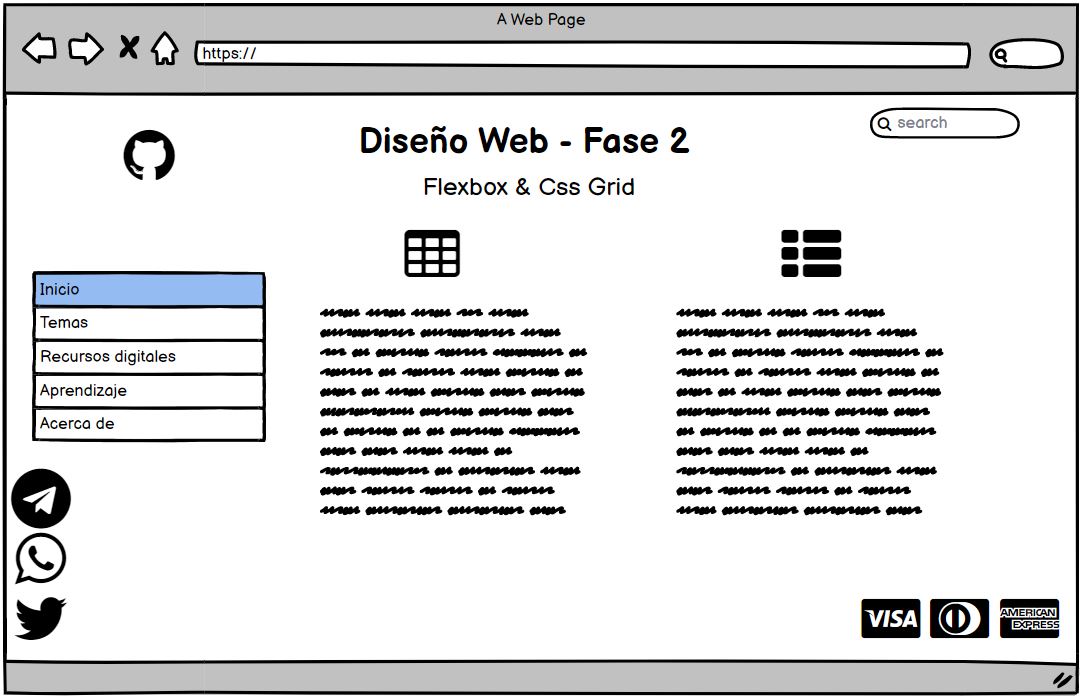 A Web Page
https://
search
Diseño Web - Fase 2
Flexbox & Css Grid
Inicio
Temas
Recursos digitales
Aprendizaje
Acerca de
VISA
AMERICAN
EXPRESS